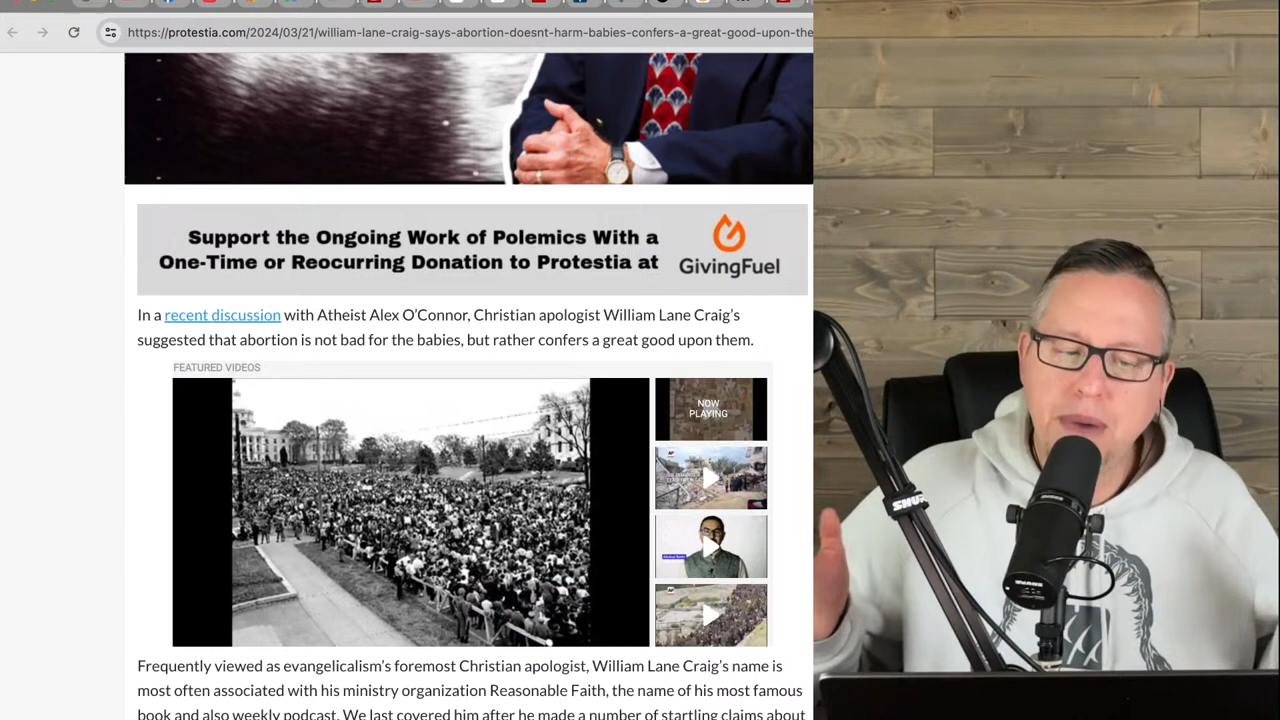 https://protestia.com/2024/03/21/william-lane-craig-says-abortion-doesnt-harm-babies-confers-a-great-good-upon-the
Support the Ongoing Work of Polemics With a
One-Time or Reocurring Donation to Protestia at
GivingFuel
In a recent discussion with Atheist Alex O’Connor, Christian apologist William Lane Craig’s
suggested that abortion is not bad for the babies, but rather confers a great good upon them.
FEATURED VIDEOS
NOW
PLAYING
Frequently viewed as evangelicalism’s foremost Christian apologist, William Lane Craig’s name is
most often associated with his ministry organization Reasonable Faith, the name of his most famous
book and also weekly podcast. We last covered him after he made a number of startling claims about
SHURE